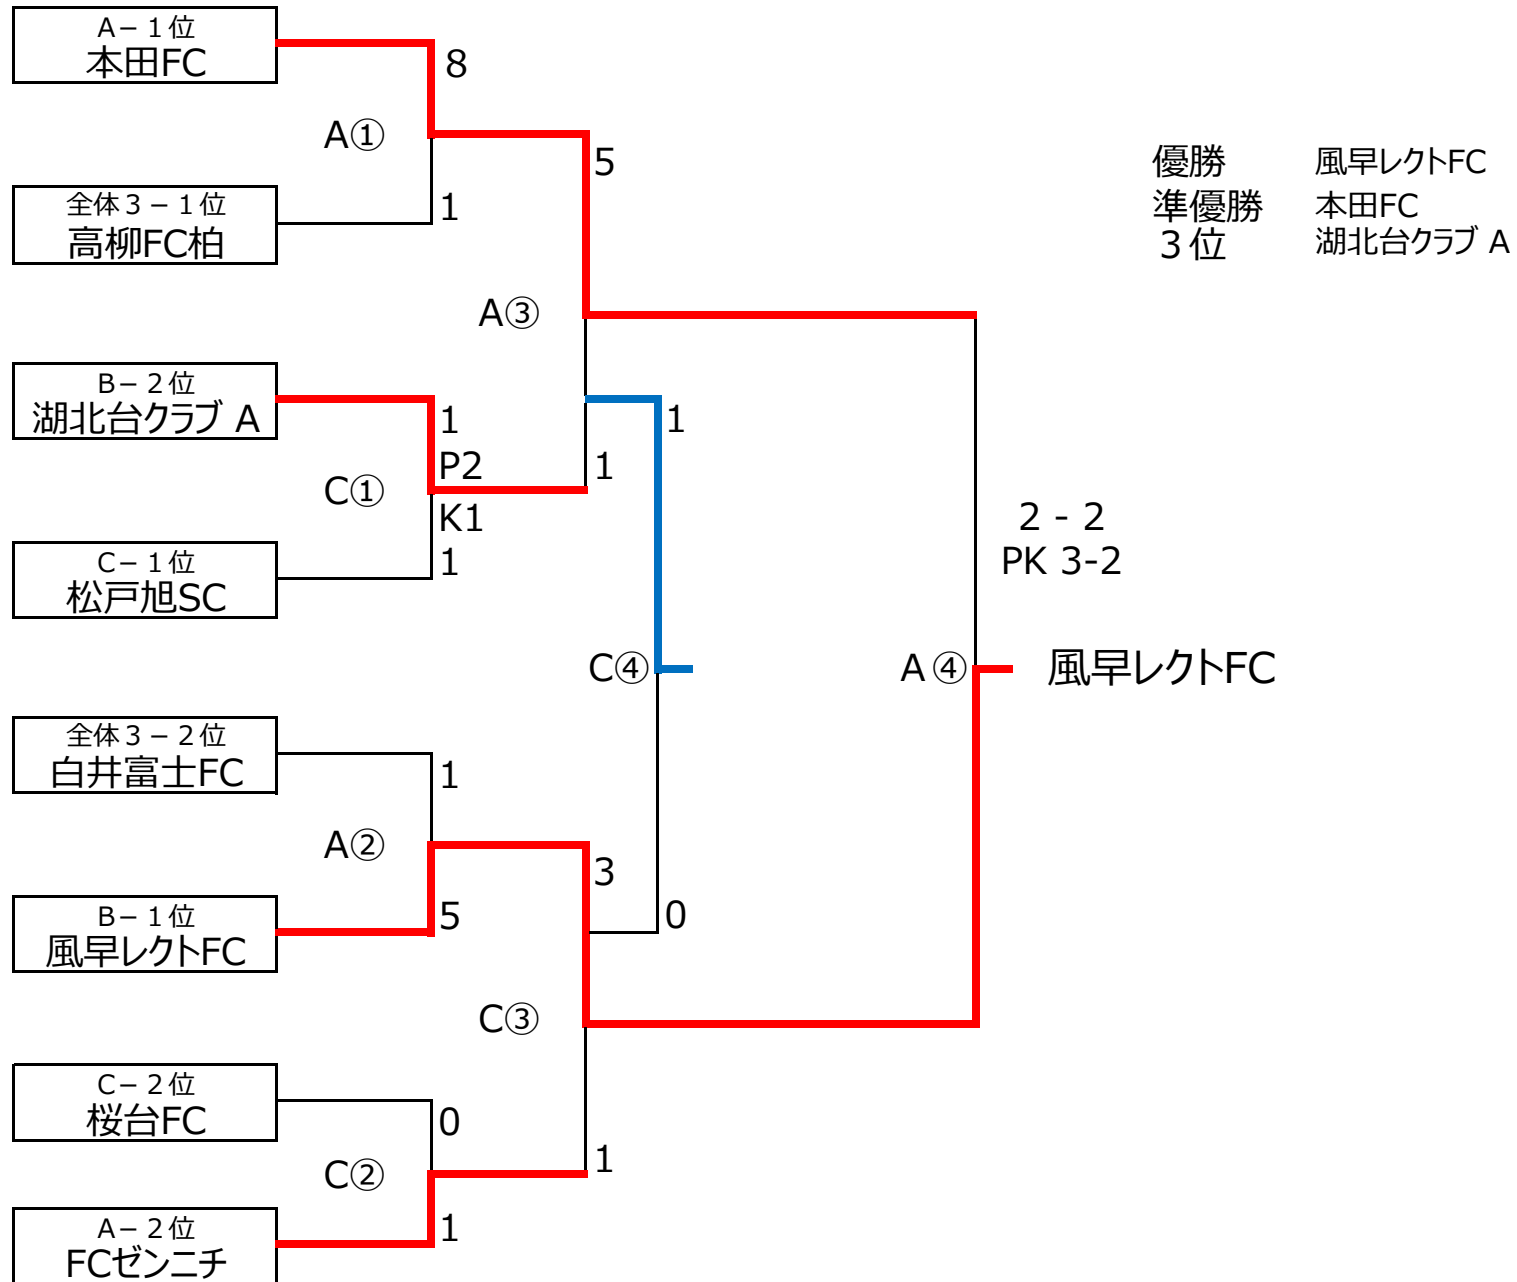 A－１位
本田FC
8
A①
全体３－１位
高柳FC柏
1
5
優勝 風早レクトFC
準優勝 本田FC
３位 湖北台クラブ A
A③
B－２位
湖北台クラブ A
1
P2
C①
K1
1
C－１位
松戸旭SC
1
1
2 - 2
PK 3-2
C④
A④
風早レクトFC
全体３－２位
白井富士FC
1
A②
B－１位
風早レクトFC
5
3
0
C③
C－２位
桜台FC
0
C②
1
A－２位
FCゼンニチ
1